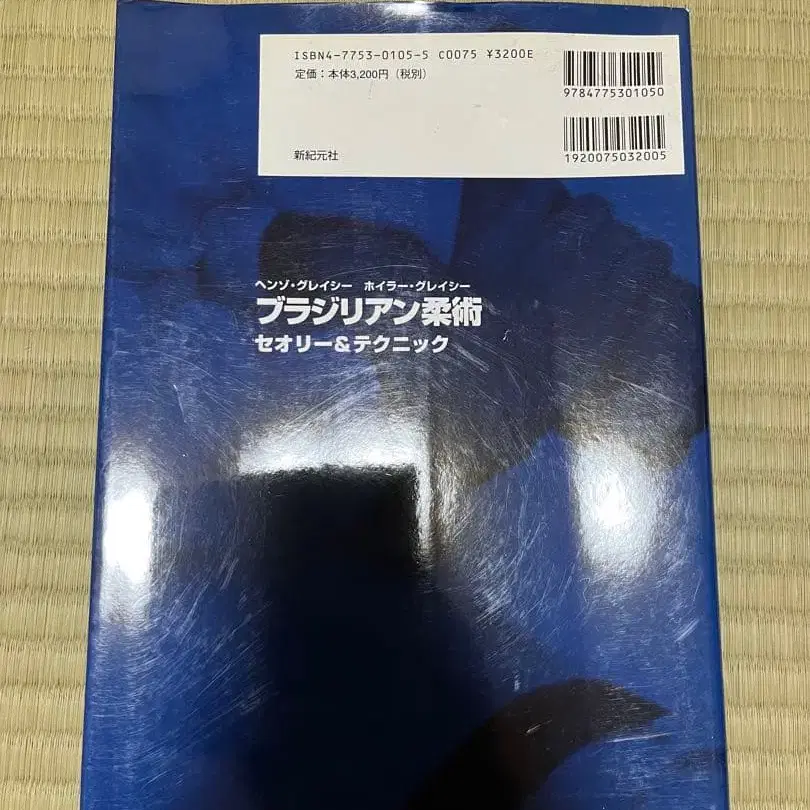 ISBN4-7753-0105-5 C0075 ¥3200E
定価：本体3,200円（税別）
9784775301050
1920075032005
新紀元社
ヘンゾ・グレイシー ホイラー・グレイシー
ブラジリアン柔術
セオリー&テクニック